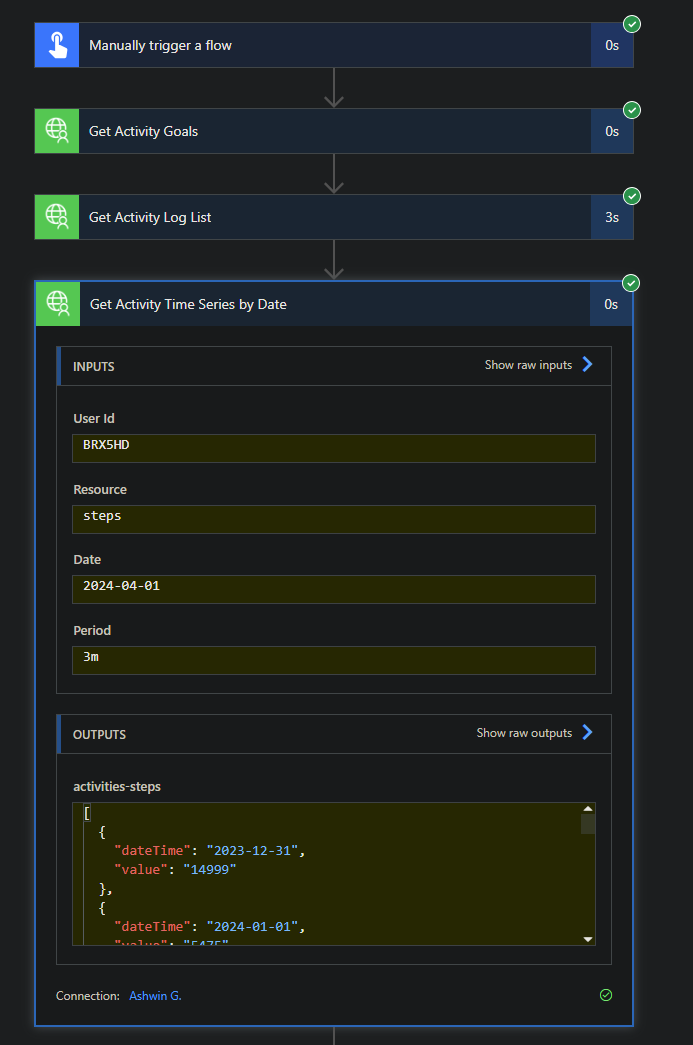 Manually trigger a flow
0s
Get Activity Goals
0s
Get Activity Log List
3s
Get Activity Time Series by Date
0s
INPUTS
Show raw inputs
User Id
BRX5HD
Resource
steps
Date
2024-04-01
Period
3m
OUTPUTS
Show raw outputs
activities-steps
[
{
"dateTime": "2023-12-31",
"value": "14999"
},
{
"dateTime": "2024-01-01",
"value": "5475"
Connection: Ashwin G.